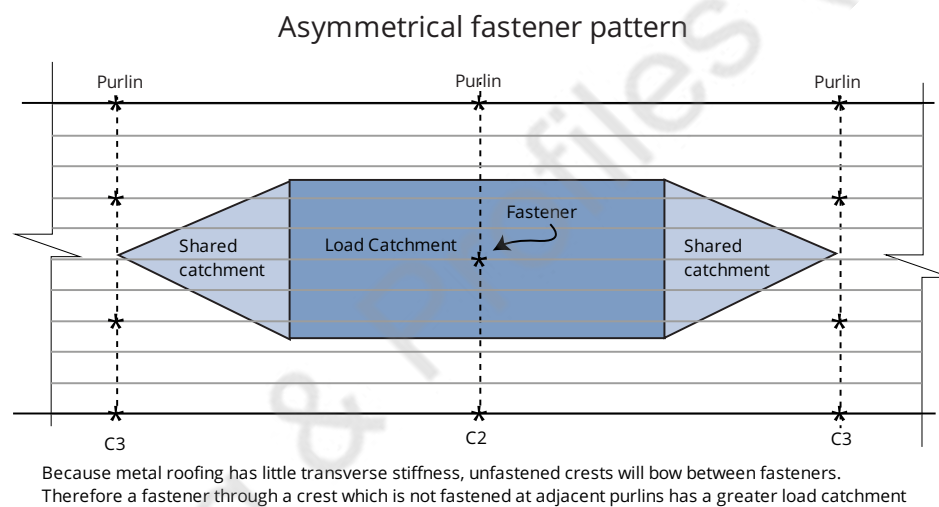 Asymmetrical fastener pattern
Purlin Purlin Purlin
Fastener
Shared catchment
Load Catchment
Shared catchment
C3 C2 C3
Because metal roofing has little transverse stiffness, unfastened crests will bow between fasteners.
Therefore a fastener through a crest which is not fastened at adjacent purlins has a greater load catchment
& profiles